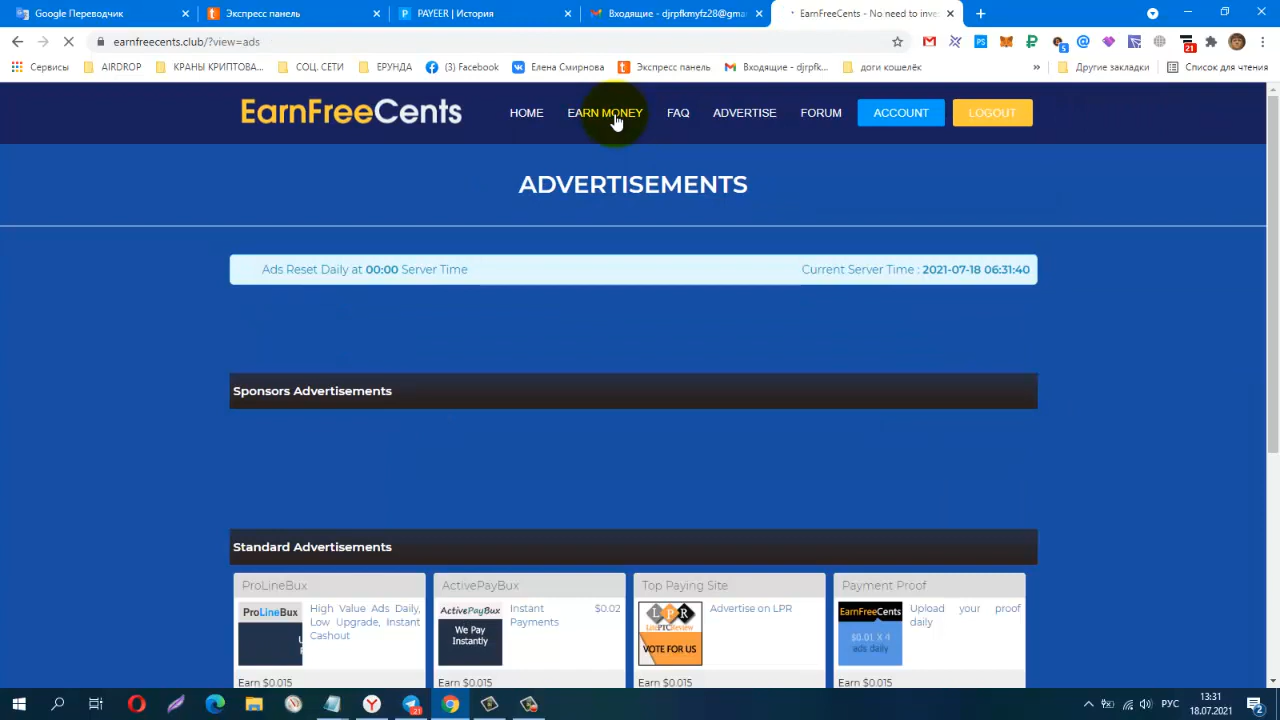 Google Переводчик
Экспресс панель
PAYEER | История
Входящие - djrpfkmyfz28@gma
EarnFreeCents - No need to inve
earnfreecents.club/?view=ads
5
21
Сервисы
AIRDROP
КРАНЫ КРИПТОВА...
СОЦ. СЕТИ
ЕРУНДА
(3) Facebook
Елена Смирнова
Экспресс панель
Входящие - djrpfk...
доги кошелёк
»
Другие закладки
Список для чтения
EarnFreeCents
HOME
EARN MONEY
FAQ
ADVERTISE
FORUM
ACCOUNT
LOGOUT
ADVERTISEMENTS
Ads Reset Daily at 00:00 Server Time
Current Server Time : 2021-07-18 06:31:40
Sponsors Advertisements
Standard Advertisements
ProLineBux
ProLineBux
High Value Ads Daily,
Low Upgrade, Instant
Cashout
Earn $0.015
ActivePayBux
ActivePayBux
We Pay
Instantly
Instant $0.02
Payments
Earn $0.015
Top Paying Site
LPR
LitePTCReview
VOTE FOR US
Advertise on LPR
Earn $0.015
Payment Proof
EarnFreeCents
$0.01 X 4
ads daily
Upload your proof
daily
Earn $0.015
21
РУС
13:31
18.07.2021
2